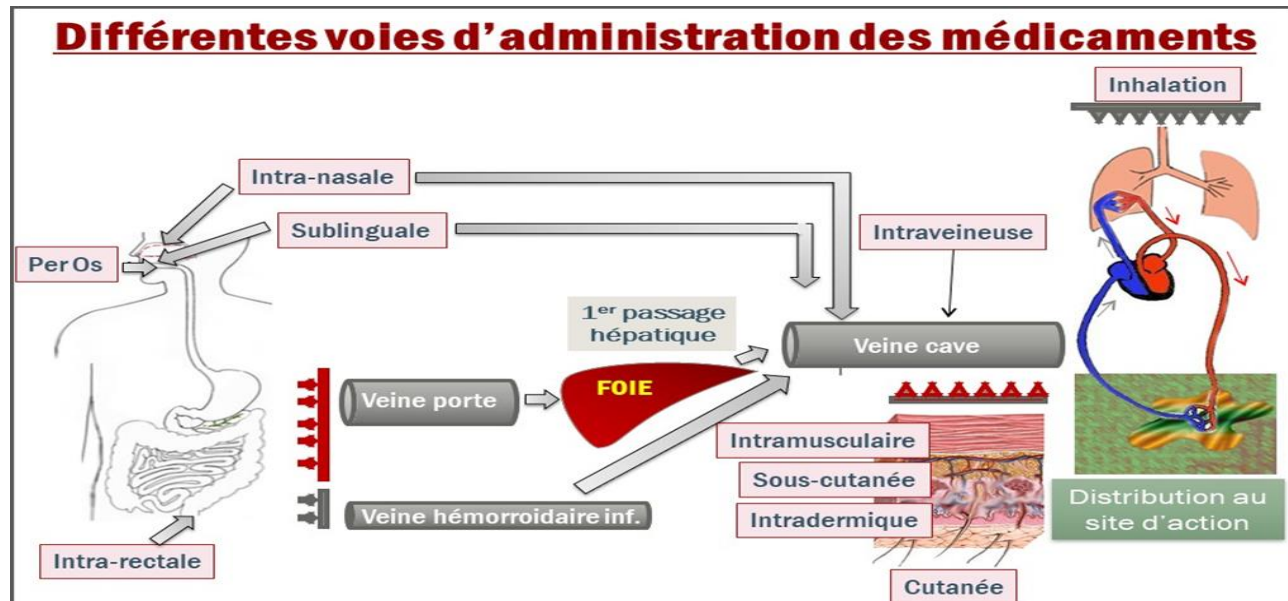 Différentes voies d'administration des médicaments
Inhalation
Intra-nasale
Sublinguale
Intraveineuse
Per Os
1er passage
hépatique
Veine cave
FOIE
Veine porte
Intramusculaire
Sous-cutanée
Veine hémorroidaire inf.
Intradermique
Distribution au
site d'action
Intra-rectale
Cutanée